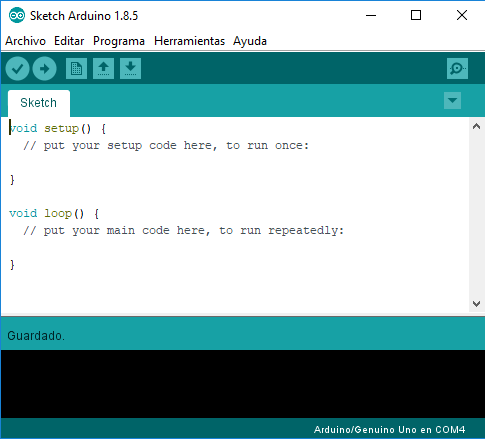 Sketch Arduino 1.8.5
Archivo Editar Programa Herramientas Ayuda
Sketch
void setup() {
  // put your setup code here, to run once:
}
void loop() {
  // put your main code here, to run repeatedly:
}
Guardado.
Arduino/Genuino Uno en COM4